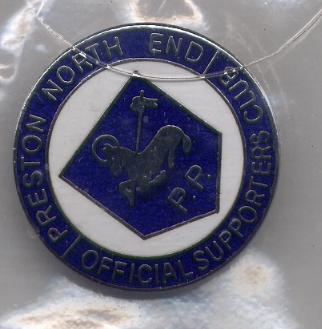 PRESTON NORTH END
OFFICIAL SUPPORTERS CLUB
P.P.